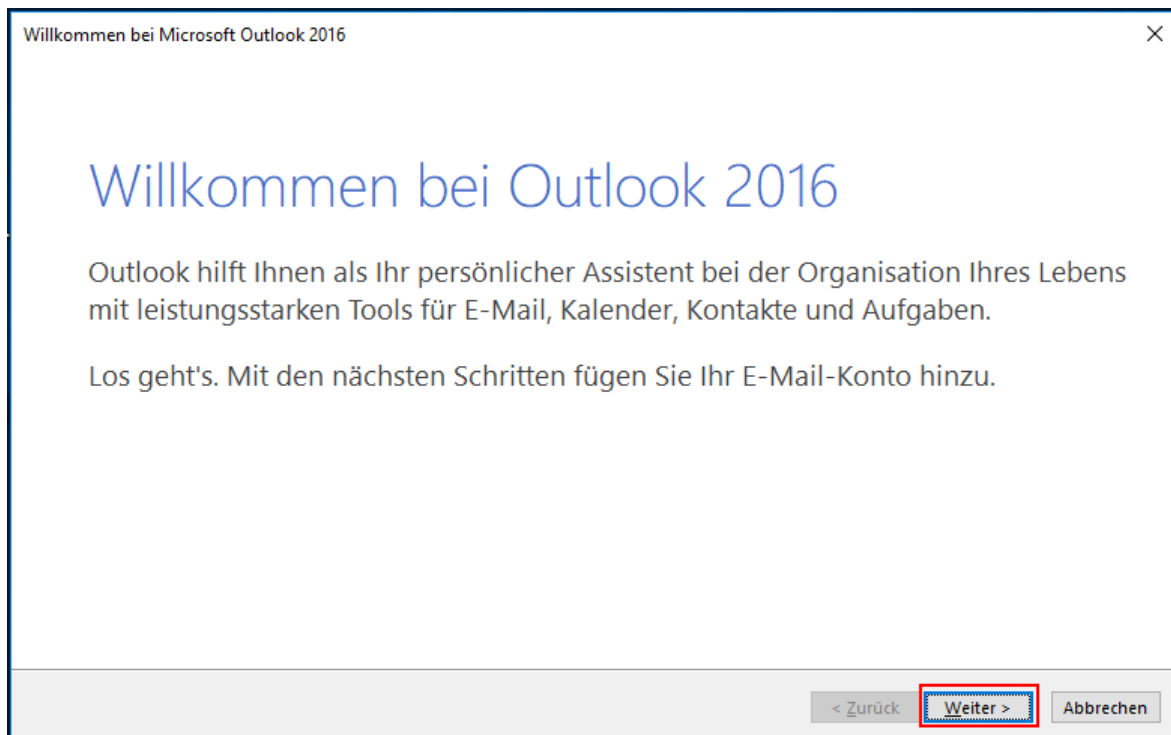 Willkommen bei Microsoft Outlook 2016
Willkommen bei Outlook 2016
Outlook hilft Ihnen als Ihr persönlicher Assistent bei der Organisation Ihres Lebens
mit leistungsstarken Tools für E-Mail, Kalender, Kontakte und Aufgaben.
Los geht's. Mit den nächsten Schritten fügen Sie Ihr E-Mail-Konto hinzu.
< Zurück Weiter > Abbrechen